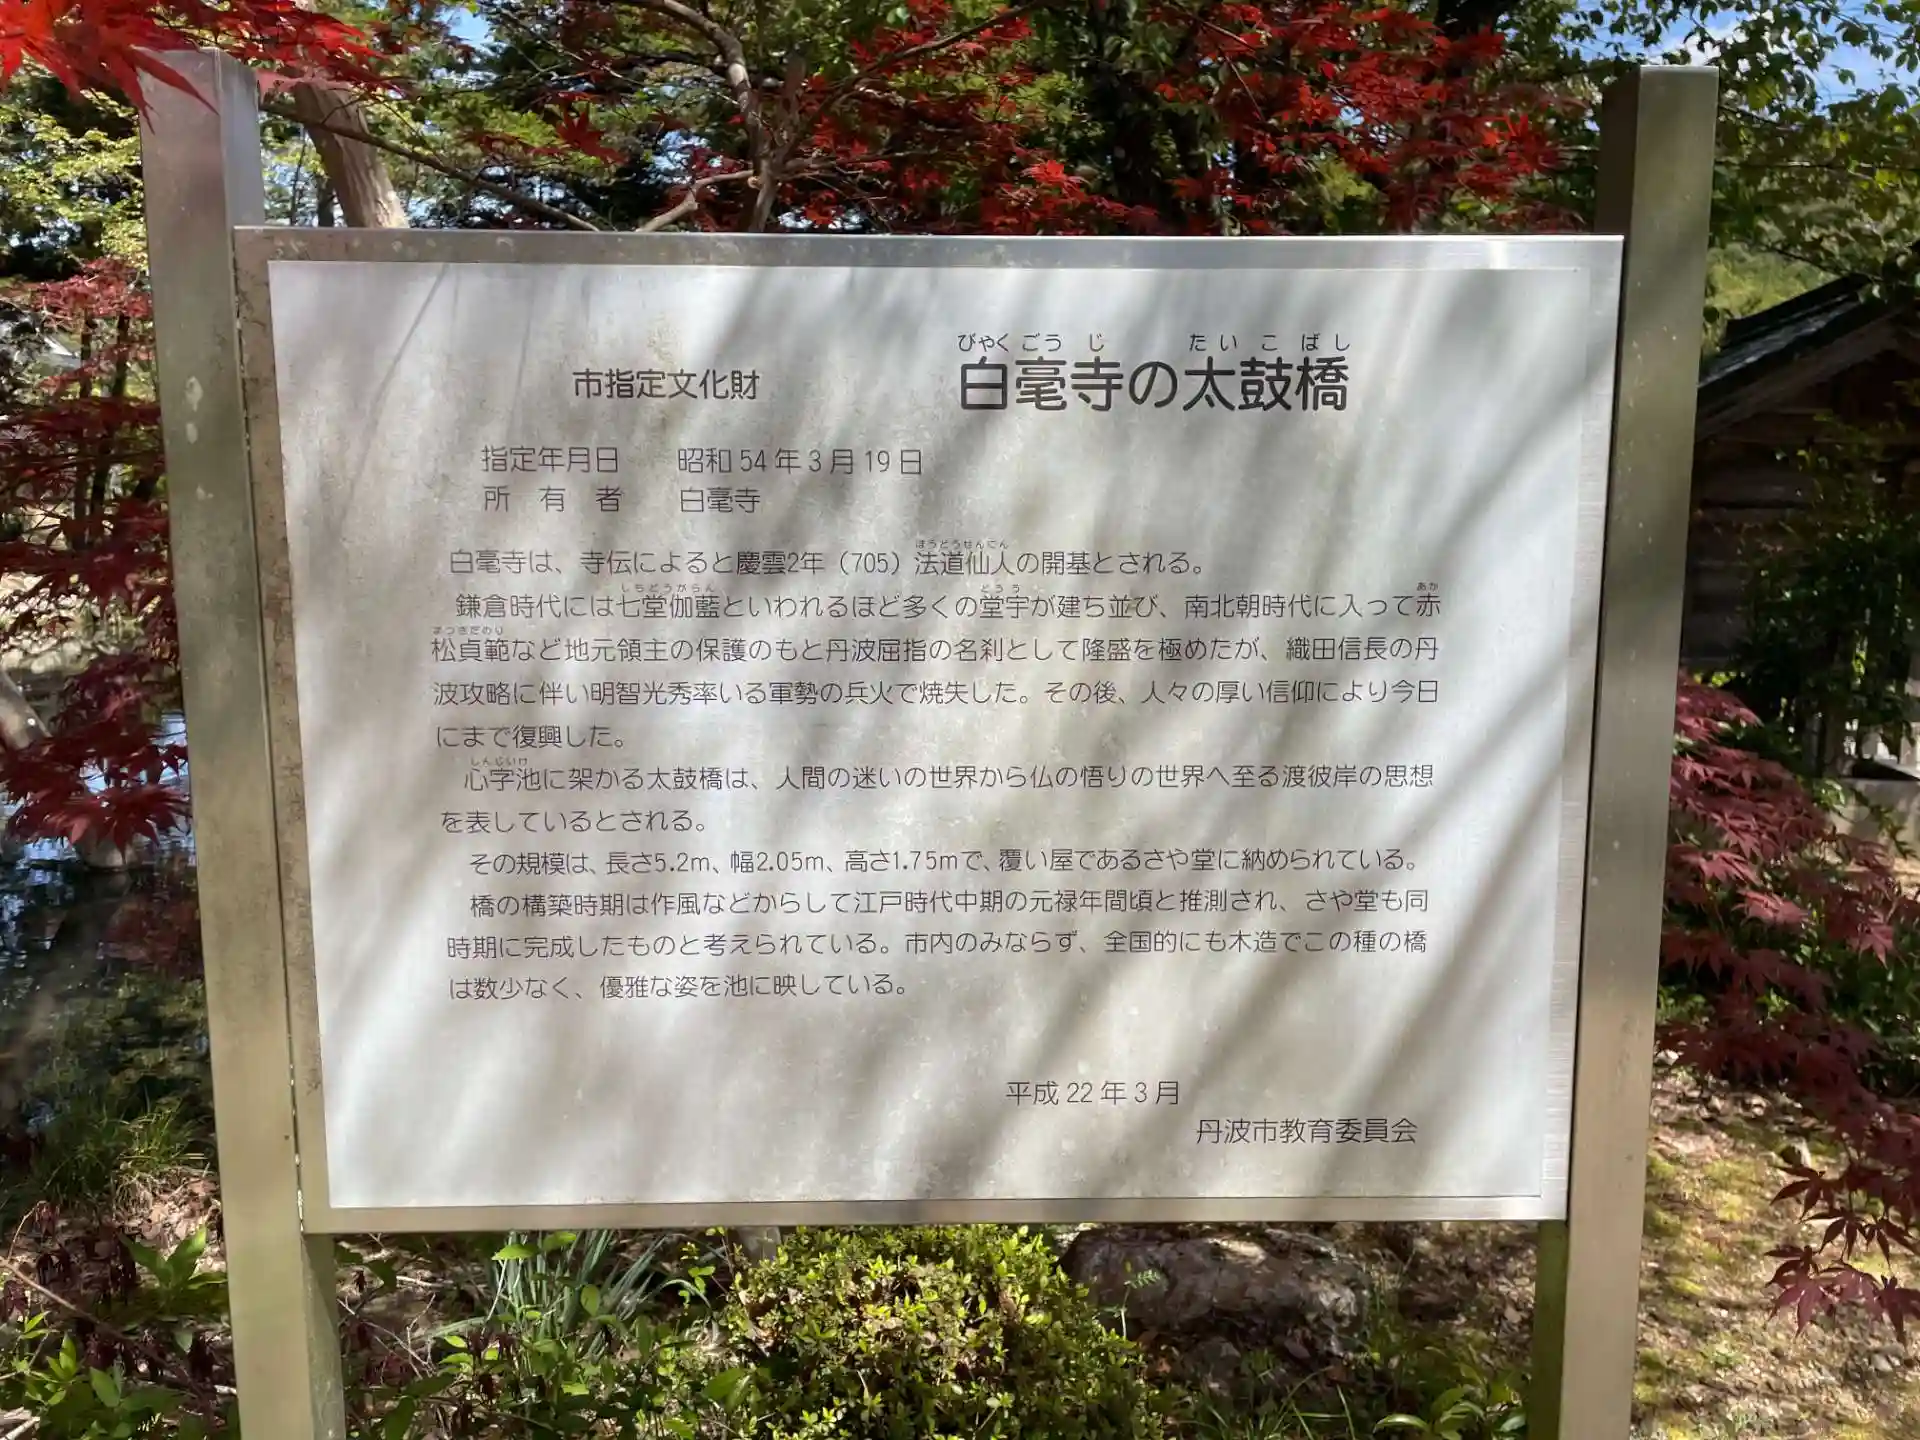 びゃくごうじ たいこばし
市指定文化財 白毫寺の太鼓橋
指定年月日 昭和54年3月19日
所有者 白毫寺
ほうどうせんにん
白毫寺は、寺伝によると慶雲2年（705）法道仙人の開基とされる。
しちどうがらん どうう あか
鎌倉時代には七堂伽藍といわれるほど多くの堂宇が建ち並び、南北朝時代に入って赤
まつさだのり
松貞範など地元領主の保護のもと丹波屈指の名刹として隆盛を極めたが、織田信長の丹
波攻略に伴い明智光秀率いる軍勢の兵火で焼失した。その後、人々の厚い信仰により今日
にまで復興した。
しんじいけ
心字池に架かる太鼓橋は、人間の迷いの世界から仏の悟りの世界へ至る渡彼岸の思想
を表しているとされる。
その規模は、長さ5.2m、幅2.05m、高さ1.75mで、覆い屋であるさや堂に納められている。
橋の構築時期は作風などからして江戸時代中期の元禄年間頃と推測され、さや堂も同
時期に完成したものと考えられている。市内のみならず、全国的にも木造でこの種の橋
は数少なく、優雅な姿を池に映している。
平成22年3月
丹波市教育委員会